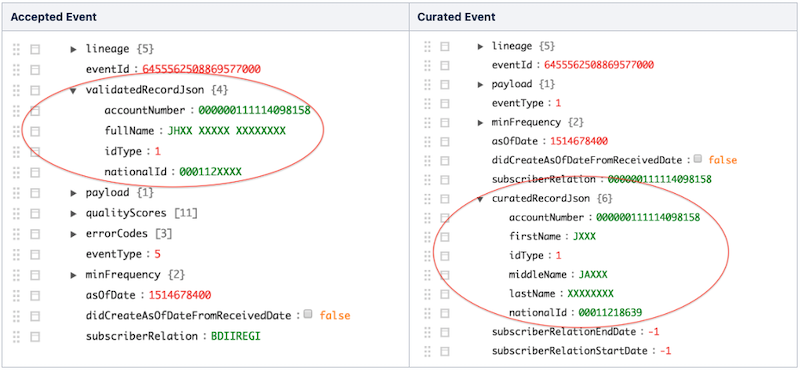 Accepted Event
lineage {5}
eventId : 6455562508869577000
validatedRecordJson {4}
accountNumber : 000000111114098158
fullName : JHXX XXXXX XXXXXXXX
idType : 1
nationalId : 000112XXXX
payload {1}
qualityScores [11]
errorCodes [3]
eventType : 5
minFrequency {2}
asOfDate : 1514678400
didCreateAsOfDateFromReceivedDate : false
subscriberRelation : BDIIREGI
Curated Event
lineage {5}
eventId : 6455562508869577000
payload {1}
eventType : 1
minFrequency {2}
asOfDate : 1514678400
didCreateAsOfDateFromReceivedDate : false
subscriberRelation : 000000111114098158
curatedRecordJson {6}
accountNumber : 000000111114098158
firstName : JXXX
idType : 1
middleName : JAXXX
lastName : XXXXXXXX
nationalId : 00011218639
subscriberRelationEndDate : -1
subscriberRelationStartDate : -1